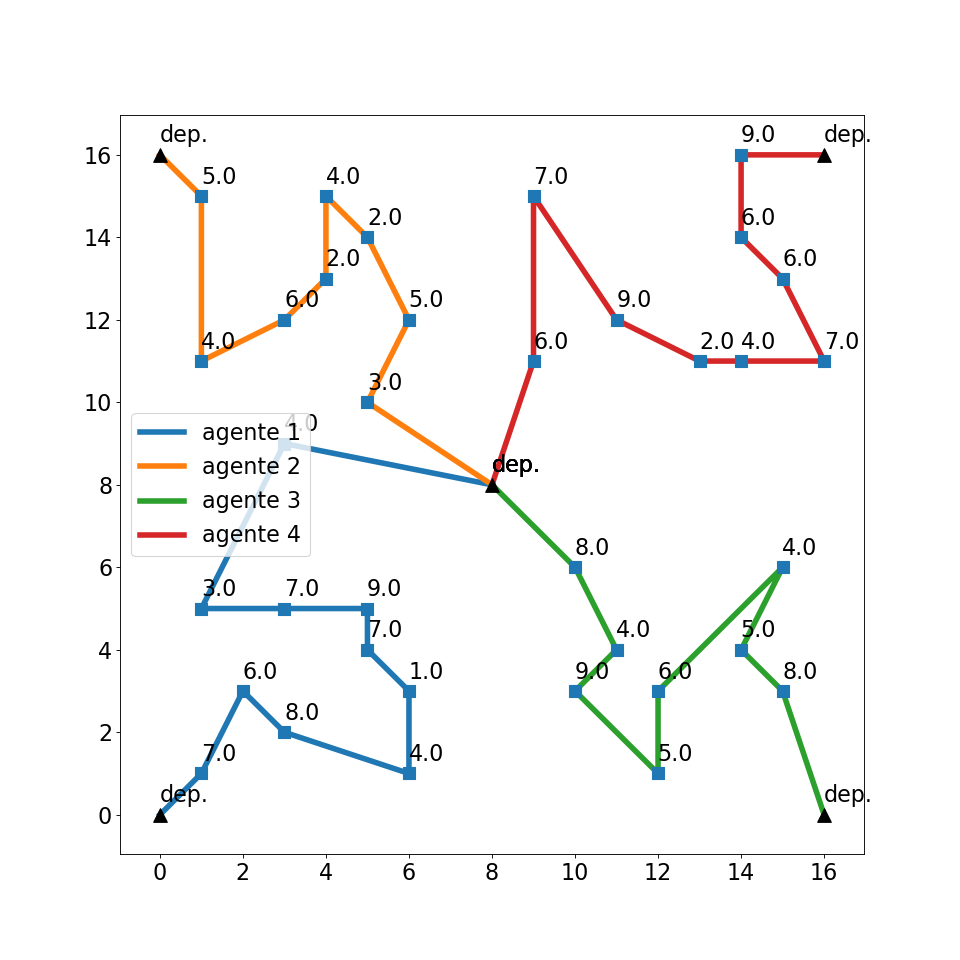 dep. 9.0 dep.
16
5.0 4.0 7.0
2.0
14 6.0
2.0 6.0
6.0 5.0 9.0
12
4.0 6.0 2.0 4.0 7.0
3.0
10
4.0
agente 1
agente 2
dep. dep.
8
agente 3
agente 4
8.0 4.0
6
3.0 7.0 9.0
7.0 4.0 5.0
4
6.0 1.0 9.0 6.0 8.0
8.0
2
7.0 4.0 5.0
dep. dep.
0
0 2 4 6 8 10 12 14 16